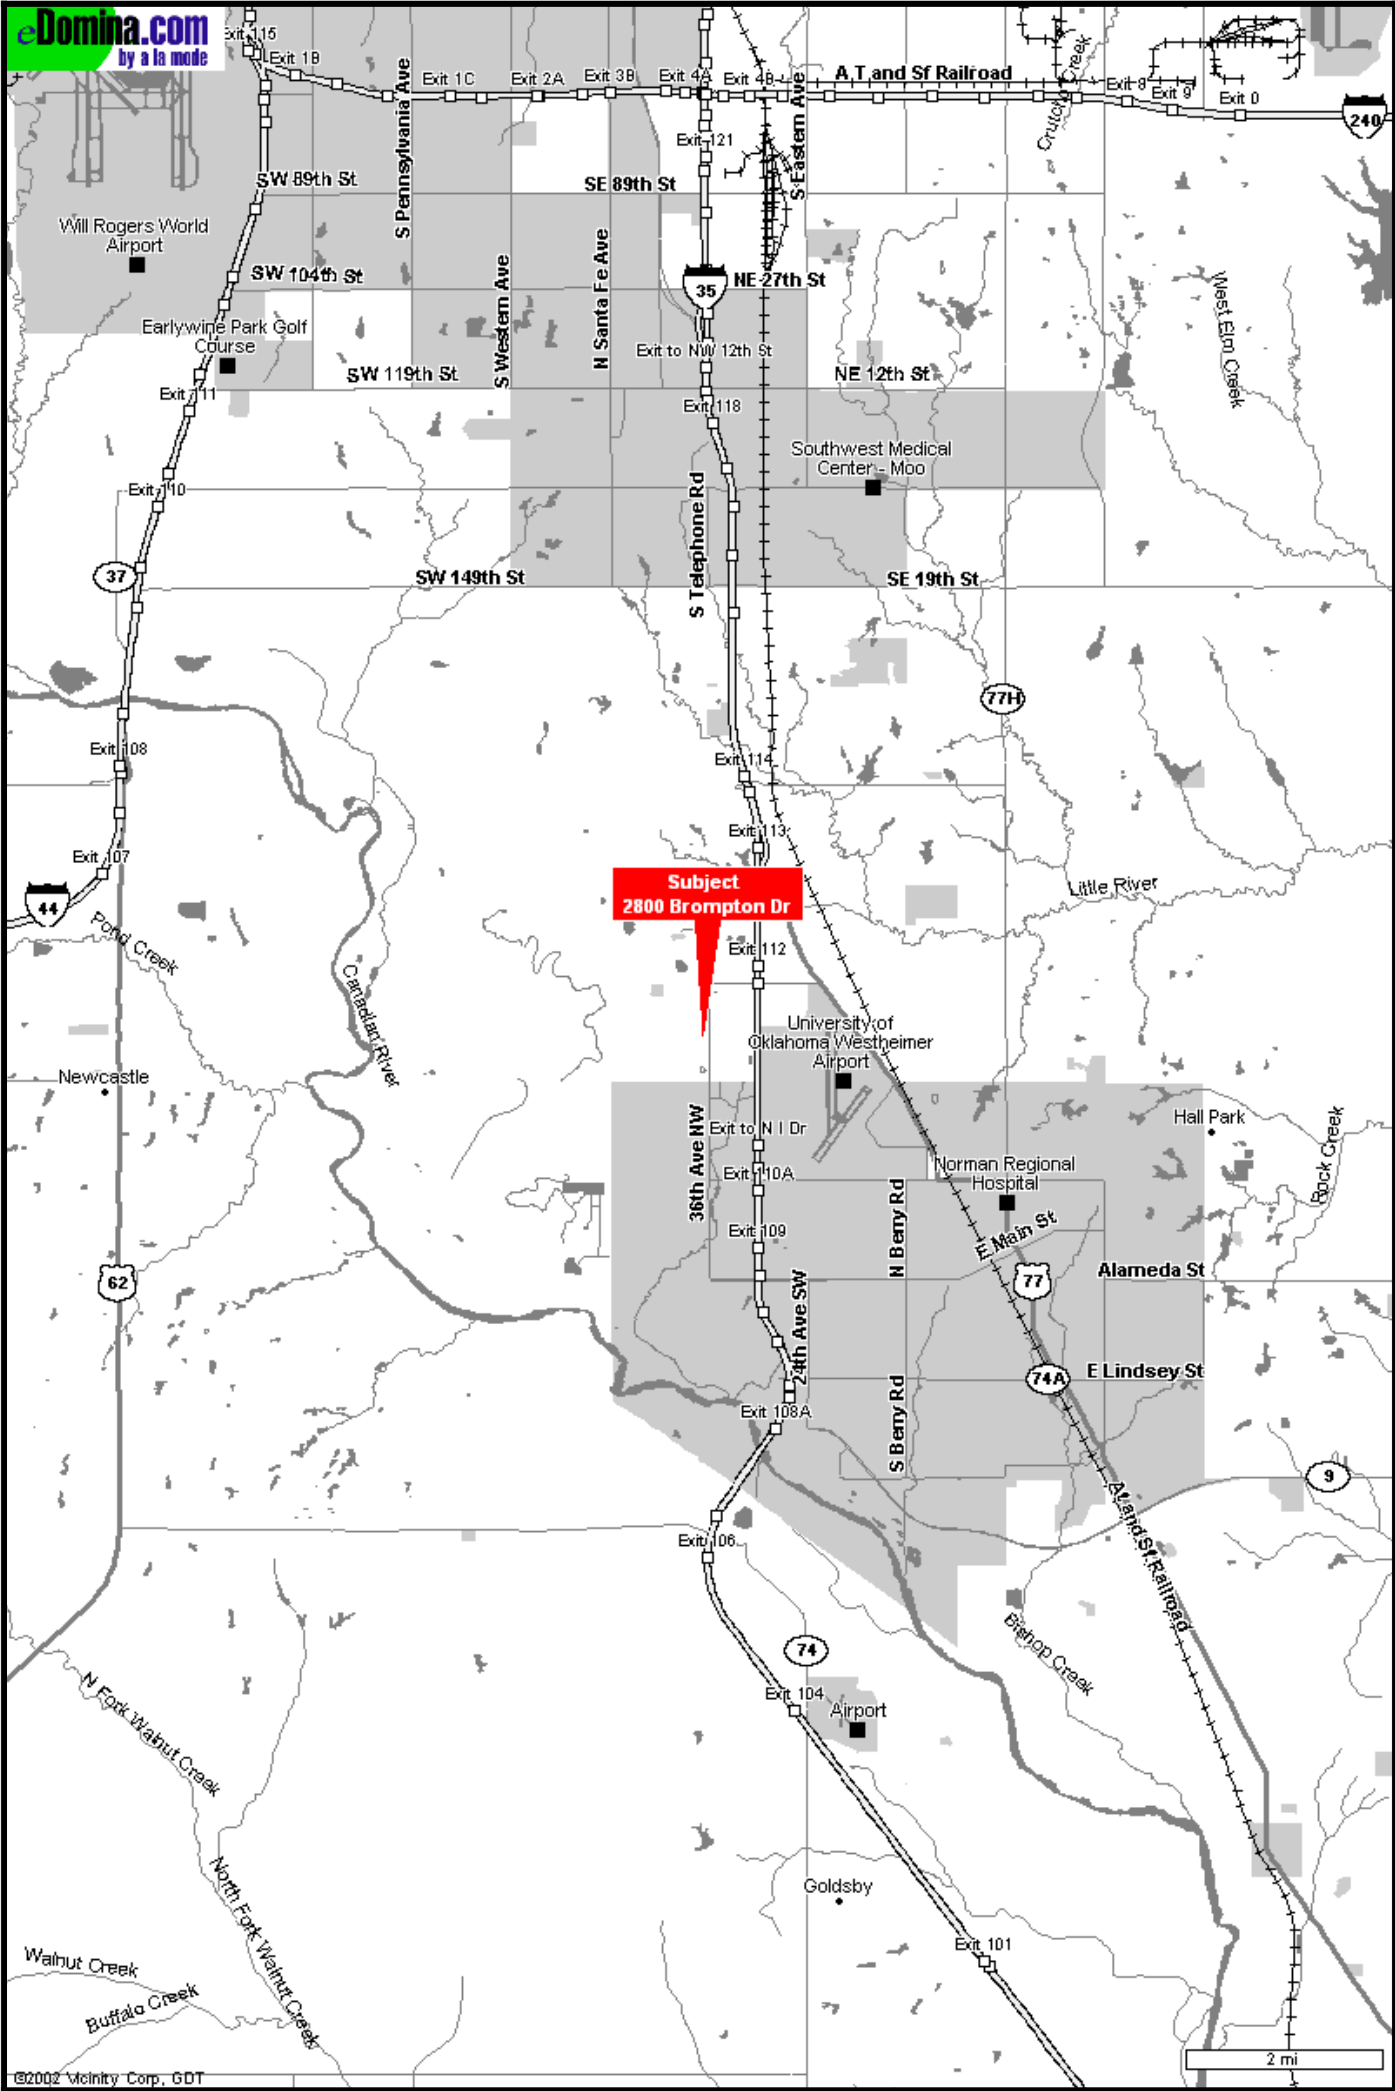 eDomina.com
by a la mode
Exit 115
Exit 1B
Exit 1C
Exit 2A
Exit 3B
Exit 4A
Exit 4B
A T and Sf Railroad
Exit 8
Exit 9
Exit 0
240
Crutcho Creek
S Pennsylvania Ave
S Eastern Ave
Exit 121
SW 89th St
SE 89th St
Will Rogers World
Airport
SW 104th St
S Western Ave
N Santa Fe Ave
35
NE 27th St
West Elm Creek
Earlywine Park Golf
Course
Exit to NW 12th St
SW 119th St
NE 12th St
Exit 111
Exit 118
Southwest Medical
Center - Moo
Exit 110
S Telephone Rd
37
SW 149th St
SE 19th St
77H
Exit 108
Exit 114
Exit 113
Exit 107
Subject
2800 Brompton Dr
Little River
44
Pond Creek
Exit 112
Canadian River
University of
Oklahoma Westheimer
Airport
Newcastle
36th Ave NW
Exit to N I Dr
Hall Park
Rock Creek
Exit 110A
Norman Regional
Hospital
N Berry Rd
Exit 109
E Main St
62
77
Alameda St
24th Ave SW
74A
E Lindsey St
S Berry Rd
Exit 108A
9
At and Sf Railroad
Exit 106
74
Bishop Creek
N Fork Walnut Creek
Exit 104
Airport
North Fork Walnut Creek
Goldsby
Exit 101
Walnut Creek
Buffalo Creek
2 mi
©2002 Vicinity Corp, GDT